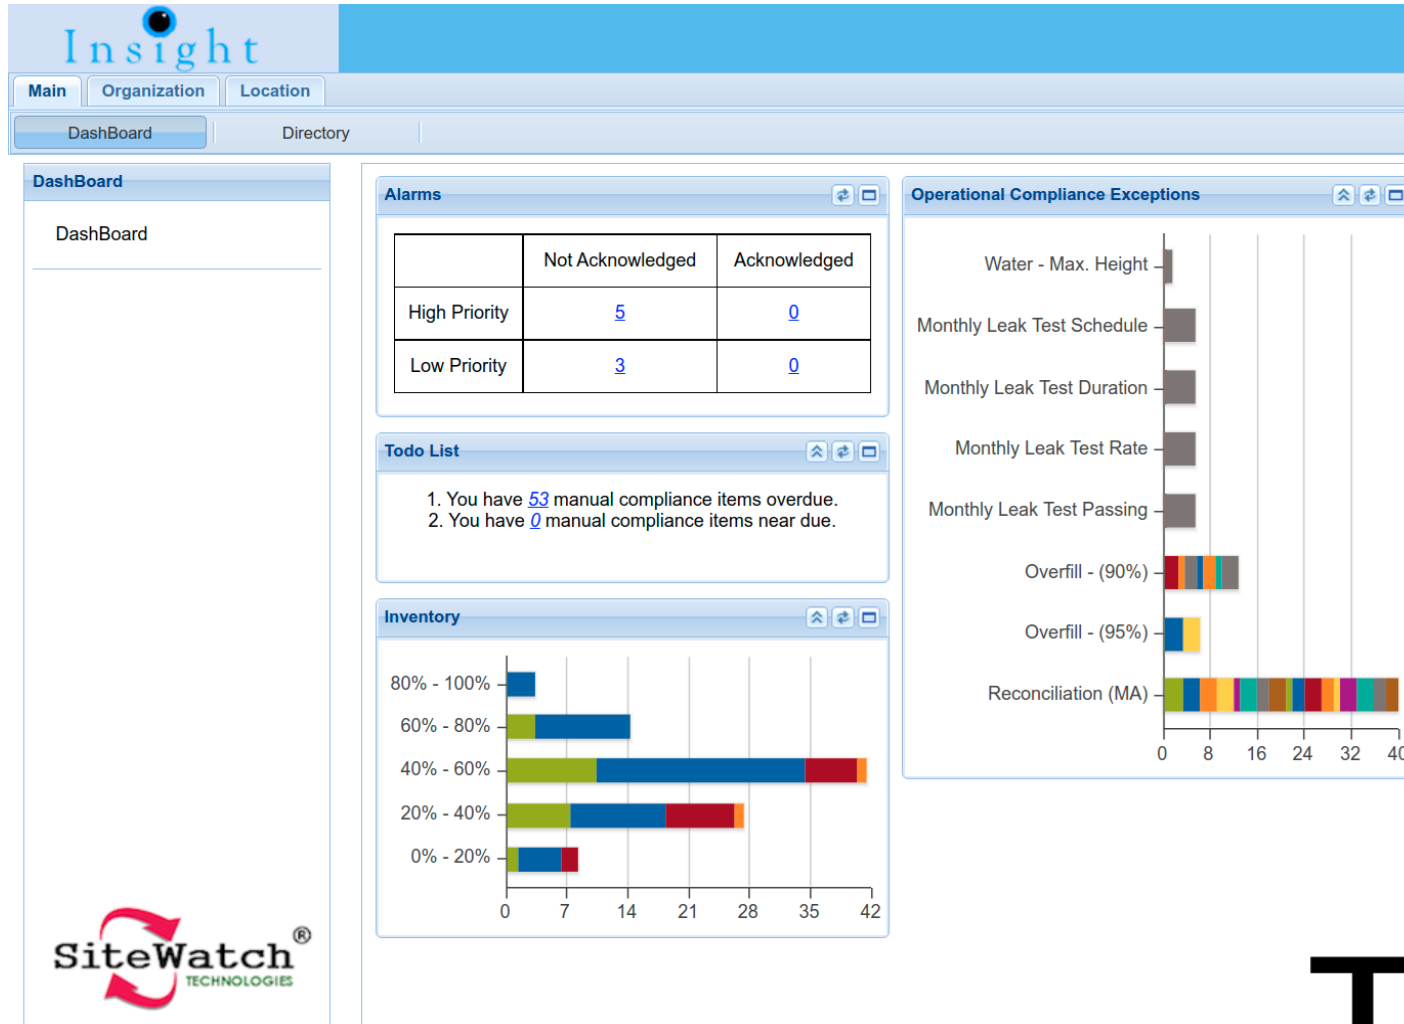 Insight
Main Organization Location
DashBoard Directory
DashBoard
DashBoard
Alarms
Not Acknowledged Acknowledged
High Priority 5 0
Low Priority 3 0
Todo List
1. You have 53 manual compliance items overdue.
2. You have 0 manual compliance items near due.
Inventory
80% - 100%
60% - 80%
40% - 60%
20% - 40%
0% - 20%
0 7 14 21 28 35 42
Operational Compliance Exceptions
Water - Max. Height
Monthly Leak Test Schedule
Monthly Leak Test Duration
Monthly Leak Test Rate
Monthly Leak Test Passing
Overfill - (90%)
Overfill - (95%)
Reconciliation (MA)
0 8 16 24 32 40
SiteWatch®
TECHNOLOGIES
T